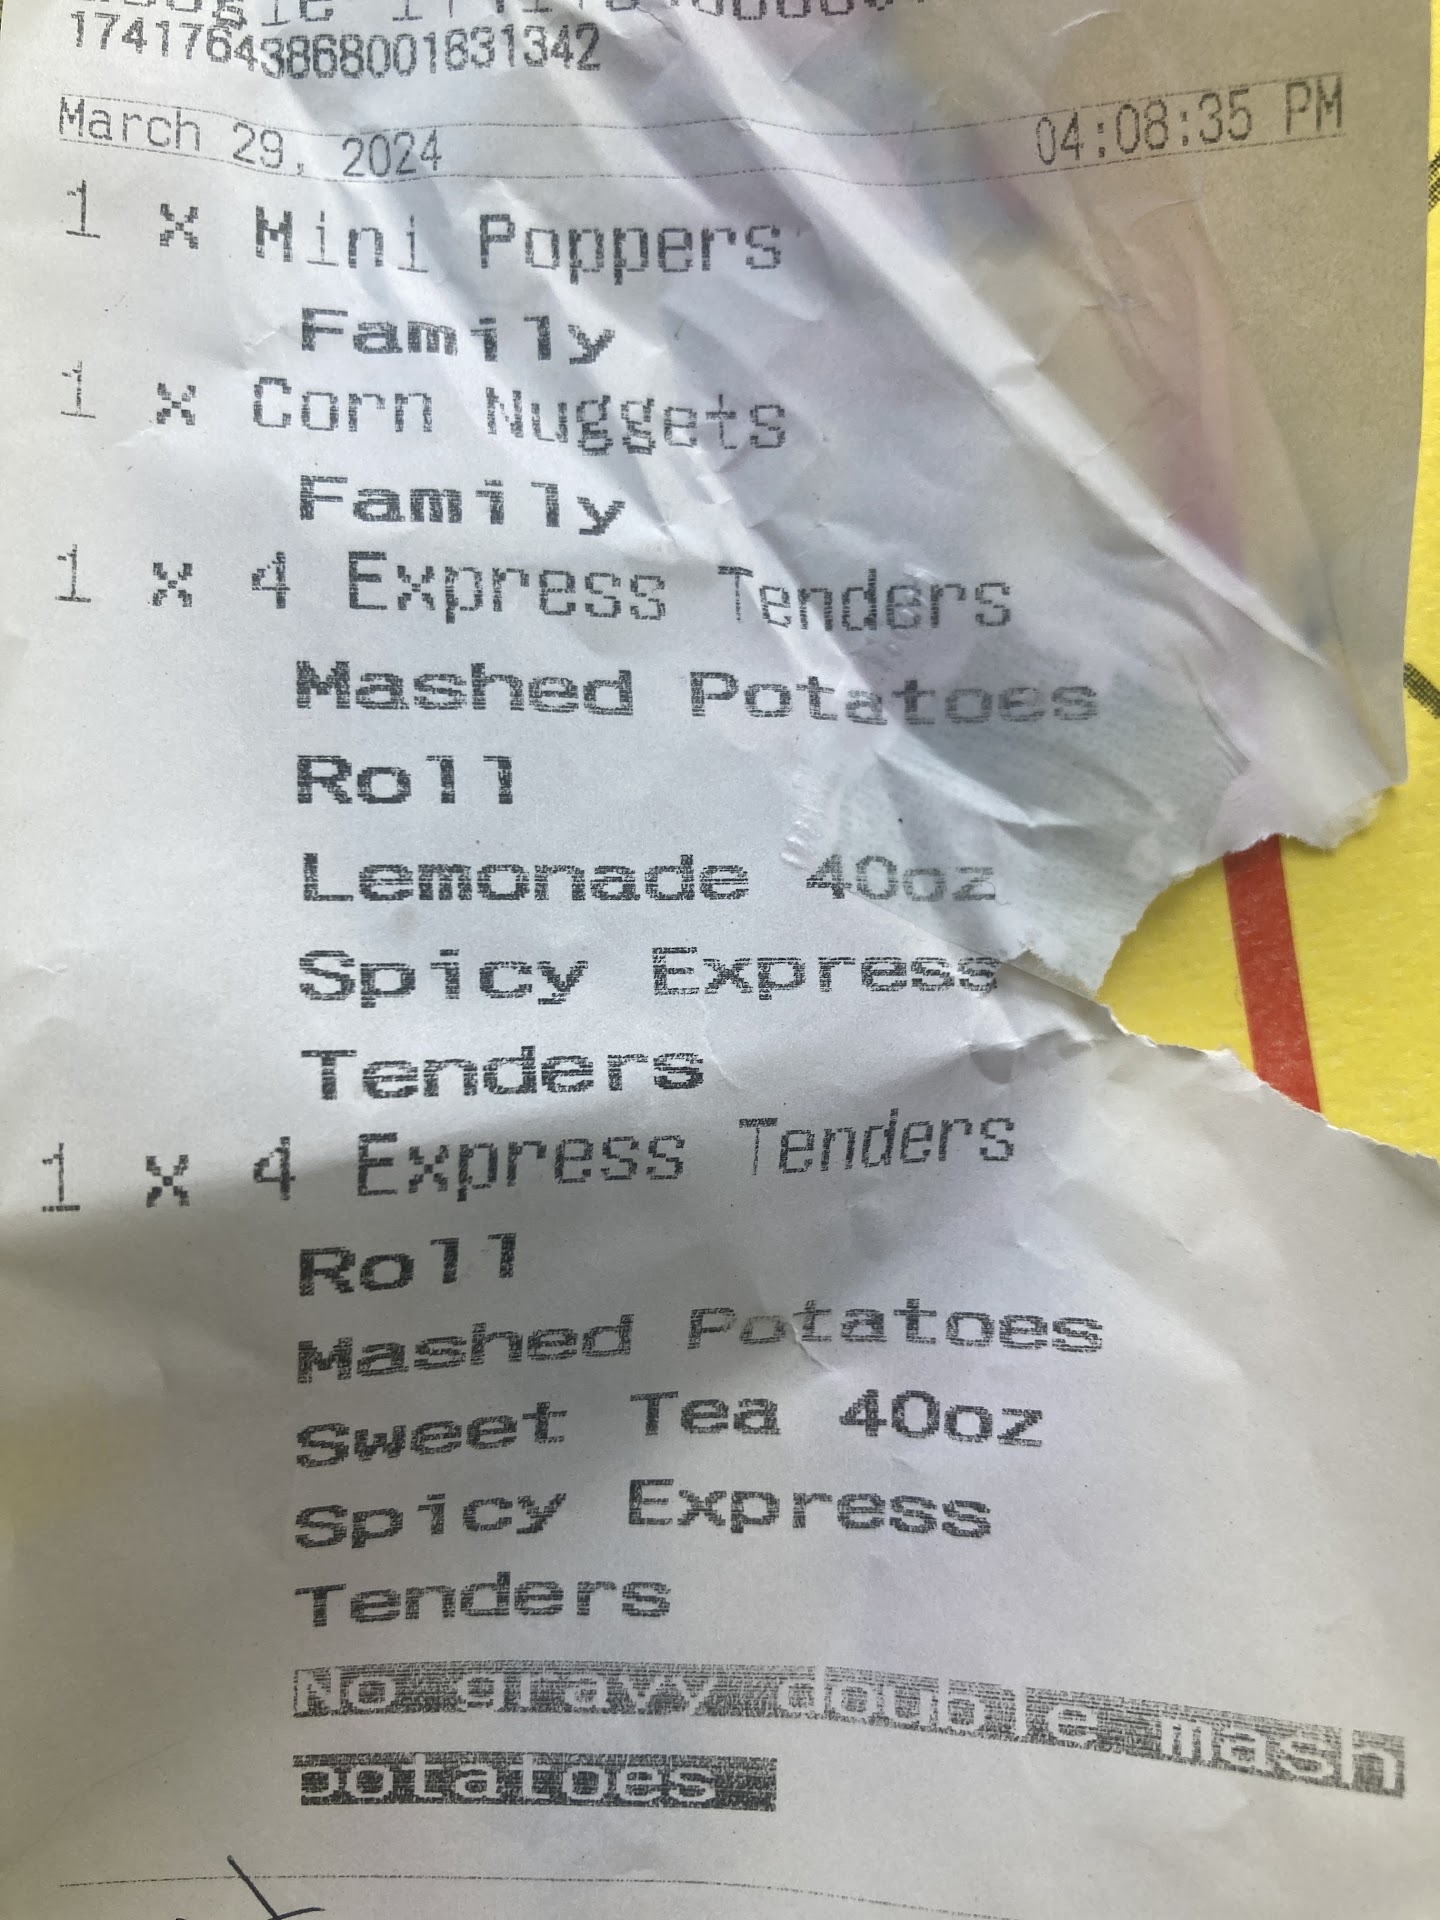 17417643868001831342
March 29, 2024 04:08:35 PM
1 x Mini Poppers
Family
1 x Corn Nuggets
Family
1 x 4 Express Tenders
Mashed Potatoes
Roll
Lemonade 40oz
Spicy Express
Tenders
1 x 4 Express Tenders
Roll
Mashed Potatoes
Sweet Tea 40oz
Spicy Express
Tenders
No gravy double mash
potatoes